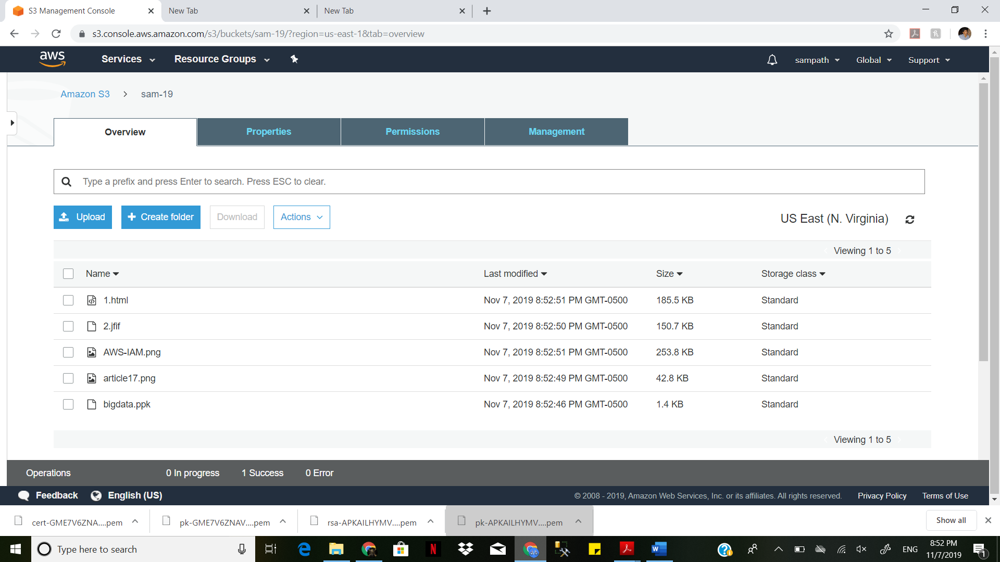 S3 Management Console
New Tab
New Tab
s3.console.aws.amazon.com/s3/buckets/sam-19/?region=us-east-1&tab=overview
aws
Services
Resource Groups
sampath
Global
Support
Amazon S3 > sam-19
Overview
Properties
Permissions
Management
Type a prefix and press Enter to search. Press ESC to clear.
Upload
Create folder
Download
Actions
US East (N. Virginia)
Viewing 1 to 5
Name Last modified Size Storage class
1.html Nov 7, 2019 8:52:51 PM GMT-0500 185.5 KB Standard
2.jfif Nov 7, 2019 8:52:50 PM GMT-0500 150.7 KB Standard
AWS-IAM.png Nov 7, 2019 8:52:51 PM GMT-0500 253.8 KB Standard
article17.png Nov 7, 2019 8:52:49 PM GMT-0500 42.8 KB Standard
bigdata.ppk Nov 7, 2019 8:52:46 PM GMT-0500 1.4 KB Standard
Viewing 1 to 5
Operations 0 In progress 1 Success 0 Error
Feedback English (US)
© 2008 - 2019, Amazon Web Services, Inc. or its affiliates. All rights reserved. Privacy Policy Terms of Use
cert-GME7V6ZNA....pem
pk-GME7V6ZNAV....pem
rsa-APKAILHYMV....pem
pk-APKAILHYMV....pem
Show all
Type here to search
ENG
8:52 PM
11/7/2019
1